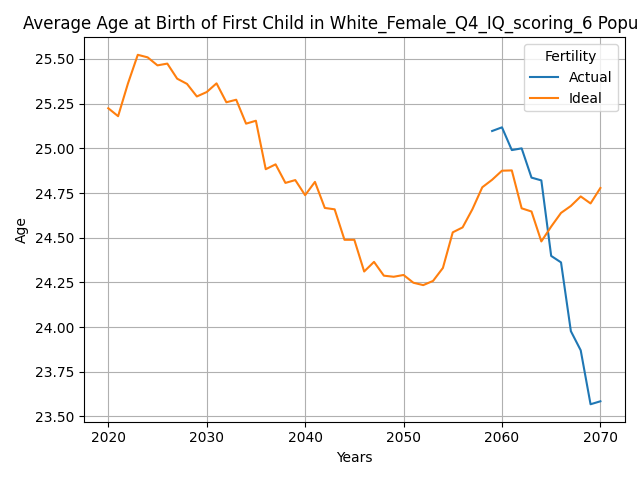 Average Age at Birth of First Child in White_Female_Q4_IQ_scoring_6 Popu
Fertility
Actual
Ideal
25.50
25.25
25.00
24.75
24.50
24.25
24.00
23.75
23.50
Age
2020 2030 2040 2050 2060 2070
Years